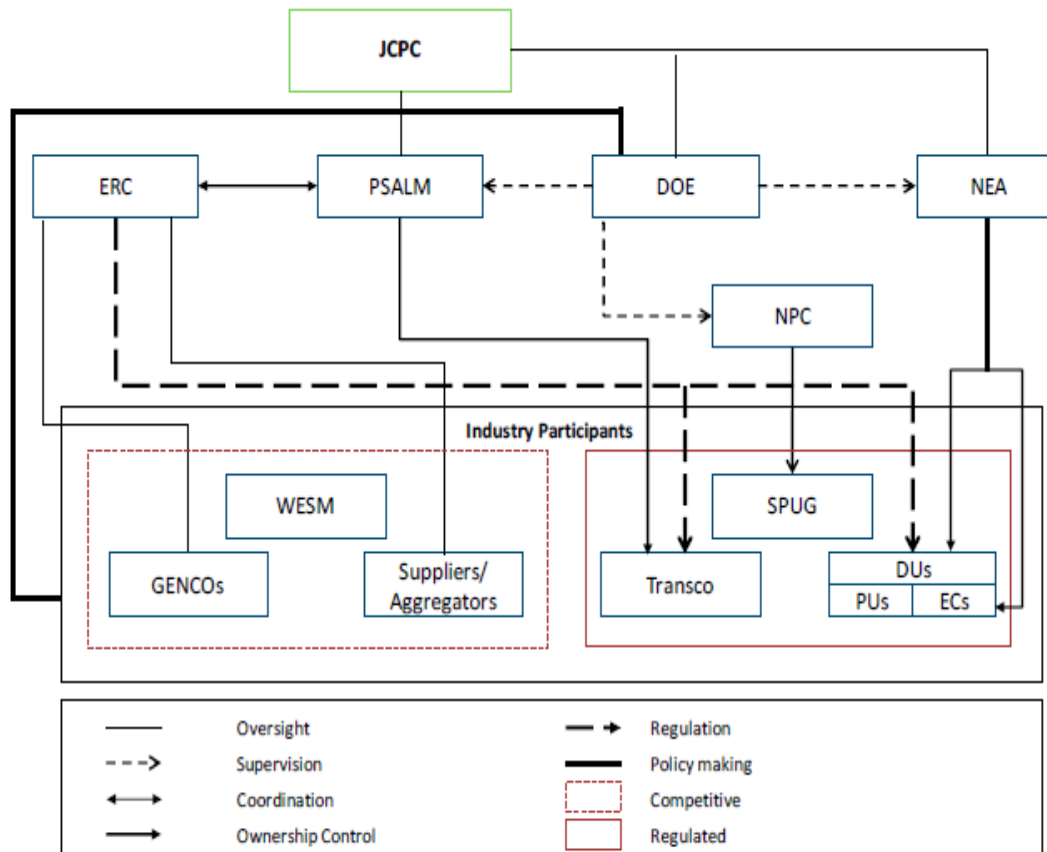 JCPC
ERC
PSALM
DOE
NEA
NPC
Industry Participants
WESM
SPUG
GENCOs
Suppliers/
Aggregators
Transco
DUs
PUs
ECs
Oversight
Regulation
Supervision
Policy making
Coordination
Competitive
Ownership Control
Regulated